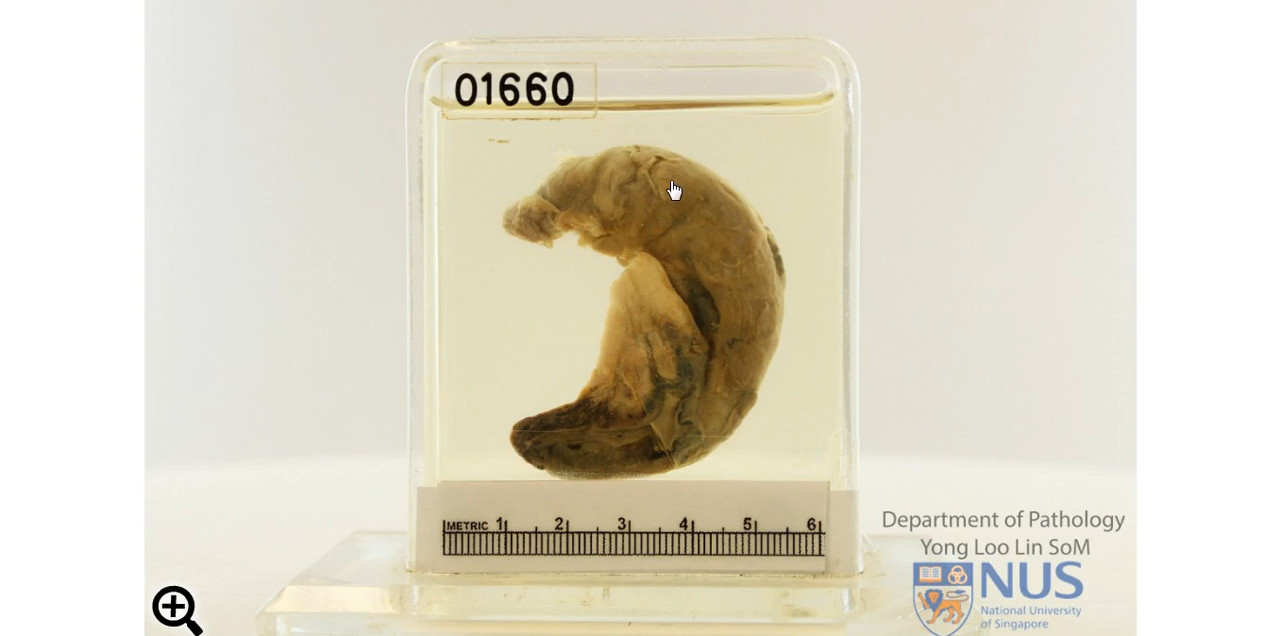 01660
METRIC 1 2 3 4 5 6
Department of Pathology
Yong Loo Lin SoM
NUS
National University
of Singapore